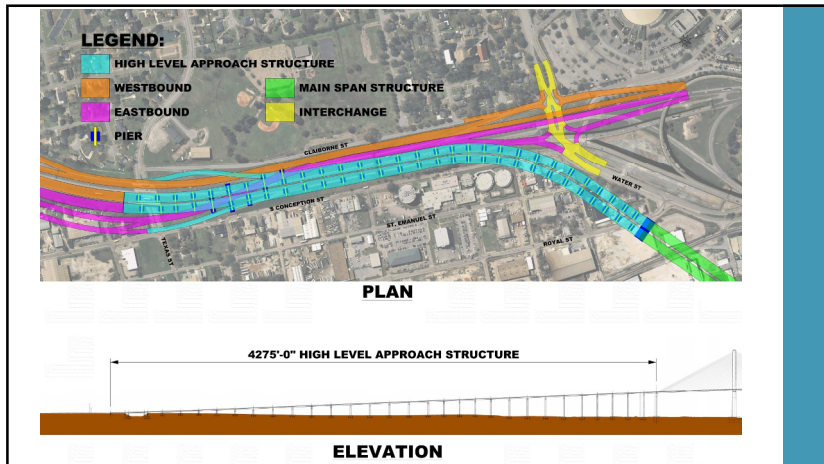 LEGEND:
HIGH LEVEL APPROACH STRUCTURE
WESTBOUND
MAIN SPAN STRUCTURE
EASTBOUND
INTERCHANGE
PIER
CLAIBORNE ST
WATER ST
S CONCEPTION ST
ST. EMANUEL ST
ROYAL ST
TEXAS ST
PLAN
4275'-0" HIGH LEVEL APPROACH STRUCTURE
ELEVATION